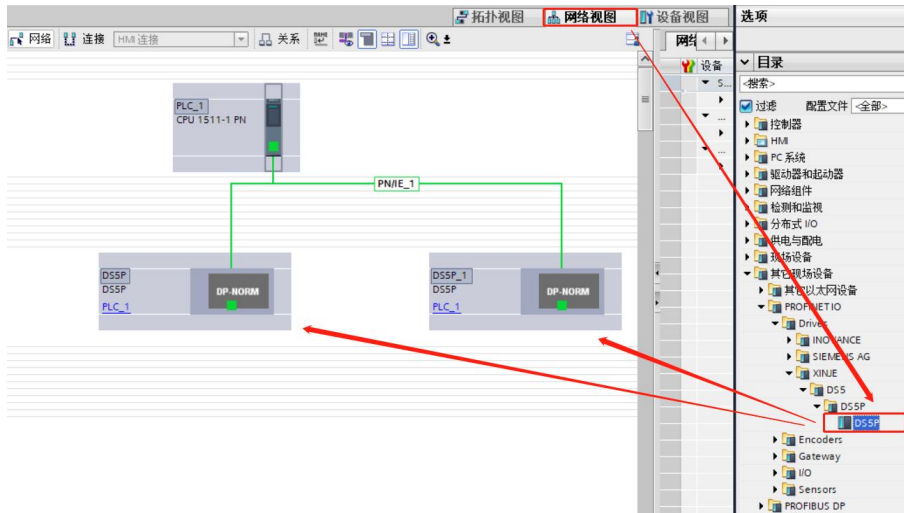 拓扑视图
网络视图
设备视图
选项
网络
连接
HMI 连接
关系
网络
目录
设备
<搜索>
过滤
配置文件
<全部>
控制器
HMI
PC 系统
驱动器和起动器
网络组件
检测和监视
分布式 I/O
供电与配电
现场设备
其它现场设备
其它以太网设备
PROFINET IO
Drives
INOVANCE
SIEMENS AG
XINJE
DS5
DS5P
DS5P
Encoders
Gateway
I/O
Sensors
PROFIBUS DP
PLC_1
CPU 1511-1 PN
PN/IE_1
DS5P
DS5P
PLC_1
DP-NORM
DS5P_1
DS5P
PLC_1
DP-NORM